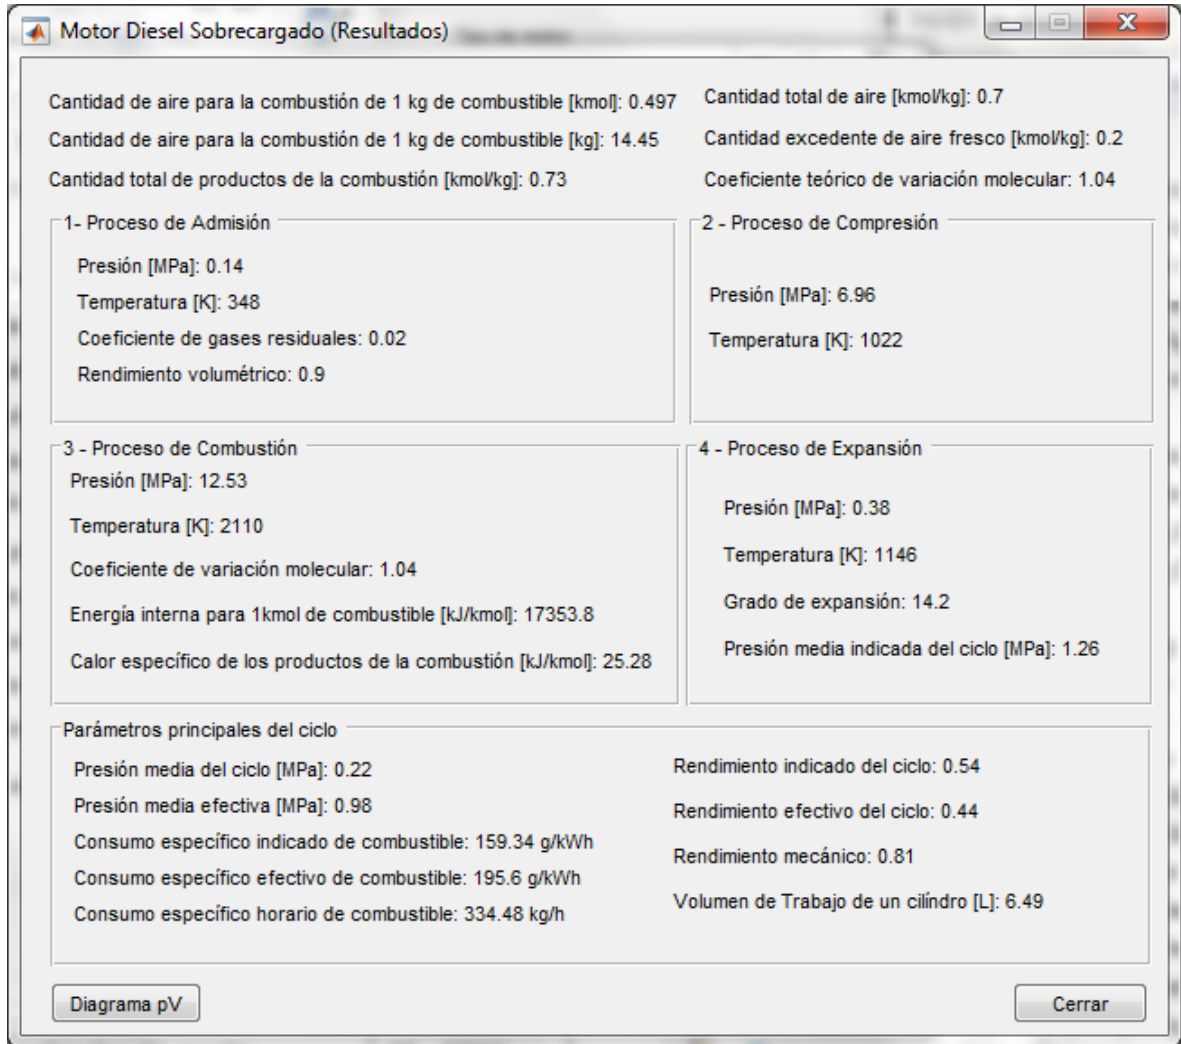 Motor Diesel Sobrecargado (Resultados)
Cantidad de aire para la combustión de 1 kg de combustible [kmol]: 0.497
Cantidad de aire para la combustión de 1 kg de combustible [kg]: 14.45
Cantidad total de productos de la combustión [kmol/kg]: 0.73
Cantidad total de aire [kmol/kg]: 0.7
Cantidad excedente de aire fresco [kmol/kg]: 0.2
Coeficiente teórico de variación molecular: 1.04
1- Proceso de Admisión
Presión [MPa]: 0.14
Temperatura [K]: 348
Coeficiente de gases residuales: 0.02
Rendimiento volumétrico: 0.9
2 - Proceso de Compresión
Presión [MPa]: 6.96
Temperatura [K]: 1022
3 - Proceso de Combustión
Presión [MPa]: 12.53
Temperatura [K]: 2110
Coeficiente de variación molecular: 1.04
Energía interna para 1kmol de combustible [kJ/kmol]: 17353.8
Calor específico de los productos de la combustión [kJ/kmol]: 25.28
4 - Proceso de Expansión
Presión [MPa]: 0.38
Temperatura [K]: 1146
Grado de expansión: 14.2
Presión media indicada del ciclo [MPa]: 1.26
Parámetros principales del ciclo
Presión media del ciclo [MPa]: 0.22
Presión media efectiva [MPa]: 0.98
Consumo específico indicado de combustible: 159.34 g/kWh
Consumo específico efectivo de combustible: 195.6 g/kWh
Consumo específico horario de combustible: 334.48 kg/h
Rendimiento indicado del ciclo: 0.54
Rendimiento efectivo del ciclo: 0.44
Rendimiento mecánico: 0.81
Volumen de Trabajo de un cilíndro [L]: 6.49
Diagrama pV
Cerrar